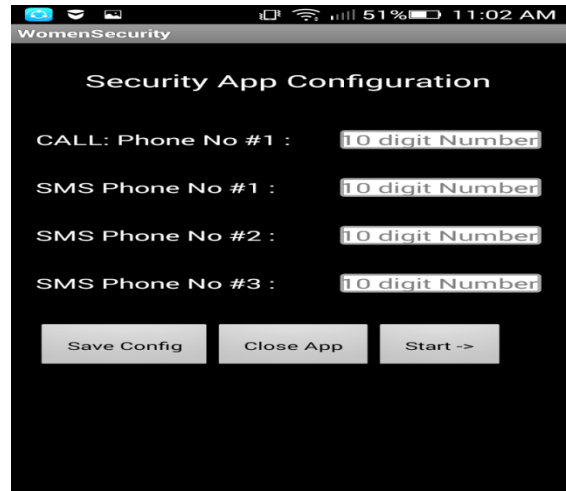 51% 11:02 AM
WomenSecurity
Security App Configuration
CALL: Phone No #1 : 10 digit Number
SMS Phone No #1 : 10 digit Number
SMS Phone No #2 : 10 digit Number
SMS Phone No #3 : 10 digit Number
Save Config Close App Start ->